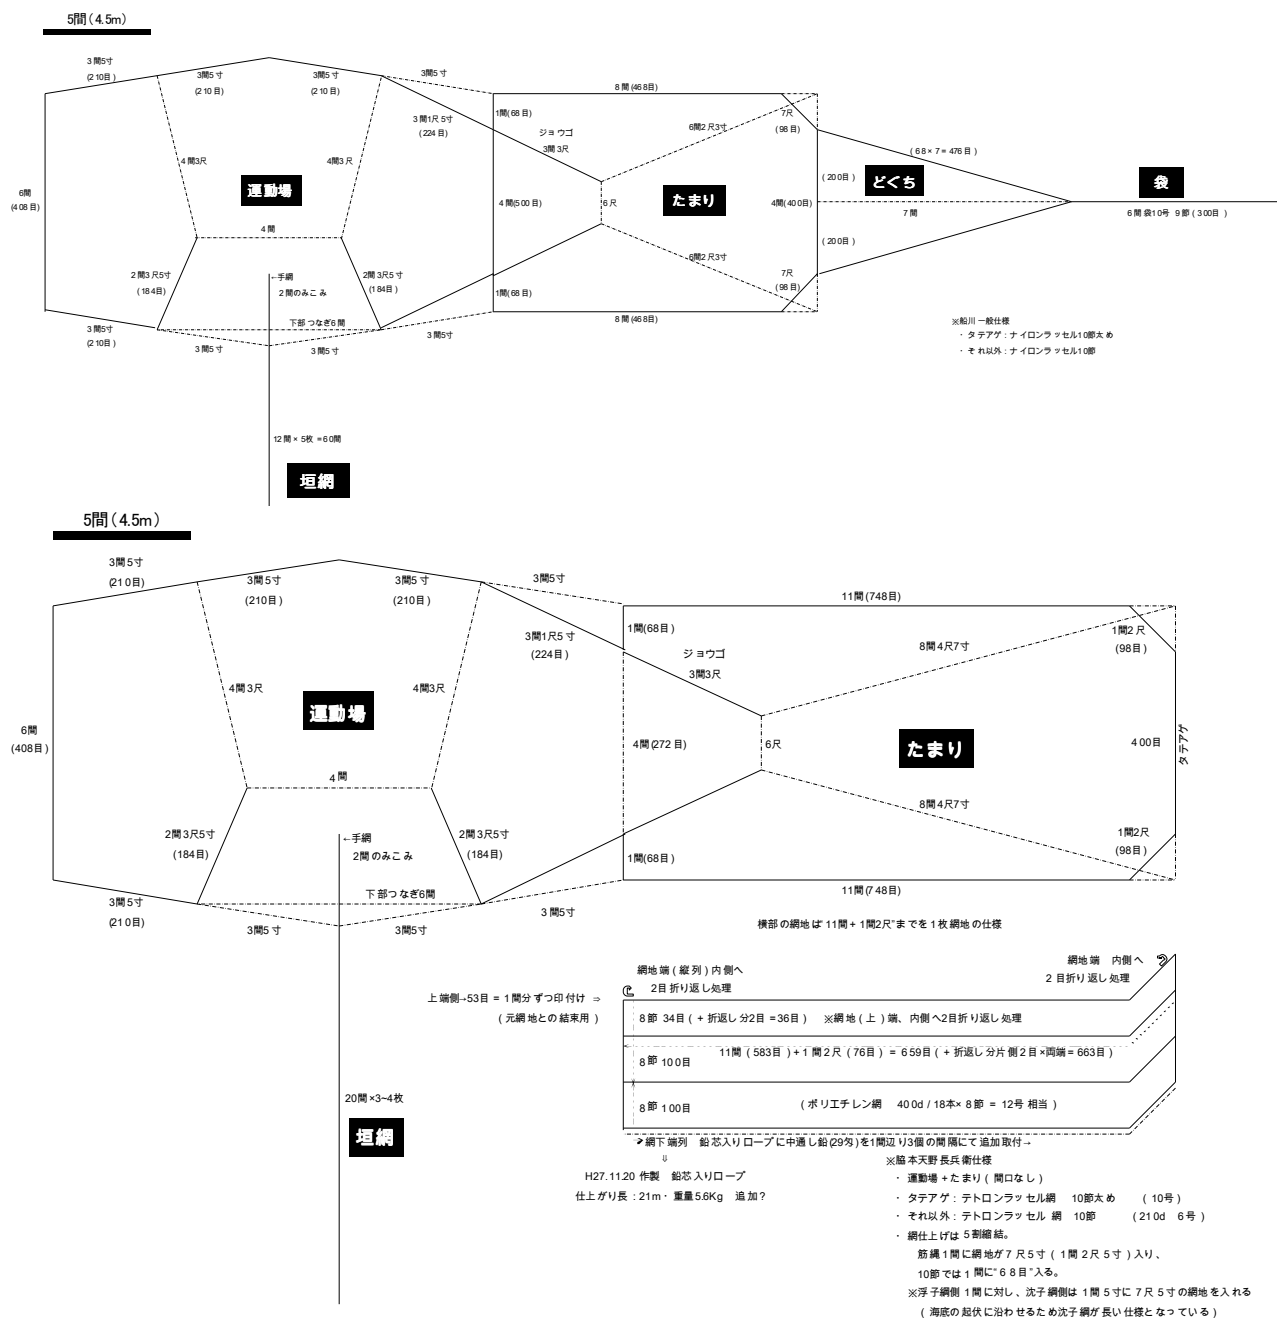 5間(4.5m)
3間5寸
(210目)
3間5寸
(210目)
3間5寸
(210目)
3間5寸
8間(468目)
1間(68目)
7尺
(98目)
3間1尺5寸
(224目)
ジョウゴ
3間3尺
6間2尺3寸
(68×7=476目)
4間3尺
4間3尺
運動場
6間
(408目)
4間(500目)
6尺
たまり
4間(400目)
(200目)
どくち
袋
7間
6間袋10号 9節(300目)
4間
(200目)
2間3尺5寸
(184目)
←手網
2間のみこみ
2間3尺5寸
(184目)
6間2尺3寸
7尺
(98目)
1間(68目)
下部つなぎ6間
3間5寸
(210目)
3間5寸
3間5寸
3間5寸
8間(468目)
※船川一般仕様
・タテアゲ:ナイロンラッセル10節太め
・それ以外:ナイロンラッセル10節
12間×5枚=60間
垣網
5間(4.5m)
3間5寸
(210目)
3間5寸
(210目)
3間5寸
(210目)
3間5寸
11間(748目)
1間(68目)
1間2尺
(98目)
3間1尺5寸
(224目)
ジョウゴ
3間3尺
8間4尺7寸
4間3尺
4間3尺
運動場
6間
(408目)
4間(272目)
6尺
たまり
400目
タテアゲ
4間
8間4尺7寸
2間3尺5寸
(184目)
←手網
2間のみこみ
2間3尺5寸
(184目)
1間2尺
(98目)
1間(68目)
下部つなぎ6間
11間(748目)
3間5寸
(210目)
3間5寸
3間5寸
3間5寸
横部の網地は"11間+1間2尺"までを1枚網地の仕様
網地端(縦列)内側へ
2目折り返し処理
網地端 内側へ
2目折り返し処理
上端側→53目=1間分ずつ印付け ⇒
(元網地との結束用)
8節 34目(+折返し分2目=36目) ※網地(上)端、内側へ2目折り返し処理
11間(583目)+1間2尺(76目)=659目(+折返し分片側2目×両端=663目)
8節 100目
8節 100目
(ポリエチレン網 400d/18本×8節=12号相当)
網下端列 鉛芯入りロープに中通し鉛(29匁)を1間辺り3個の間隔にて追加取付→
⇓
H27.11.20 作製 鉛芯入りロープ
仕上がり長:21m・重量5.6Kg 追加?
20間×3~4枚
垣網
※脇本天野長兵衛仕様
・ 運動場+たまり(間口なし)
・ タテアゲ:テトロンラッセル網 10節太め (10号)
・ それ以外:テトロンラッセル網 10節 (210d 6号)
・ 網仕上げは5割縮結。
筋縄1間に網地が7尺5寸(1間2尺5寸)入り、
10節では1間に"68目"入る。
※浮子綱側1間に対し、沈子綱側は1間5寸に7尺5寸の網地を入れる
(海底の起伏に沿わせるため沈子綱が長い仕様となっている)